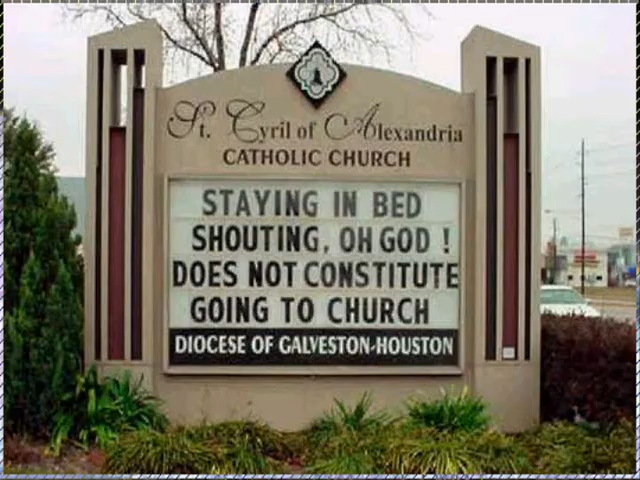 St. Cyril of Alexandria
CATHOLIC CHURCH
STAYING IN BED
SHOUTING, OH GOD !
DOES NOT CONSTITUTE
GOING TO CHURCH
DIOCESE OF GALVESTON-HOUSTON